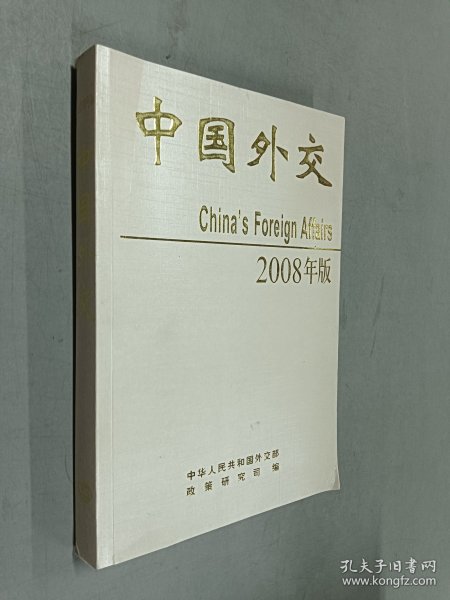 中国外交
China's Foreign Affairs
2008年版
中华人民共和国外交部
政策研究司 编
孔夫子旧书网
www.kongfz.com